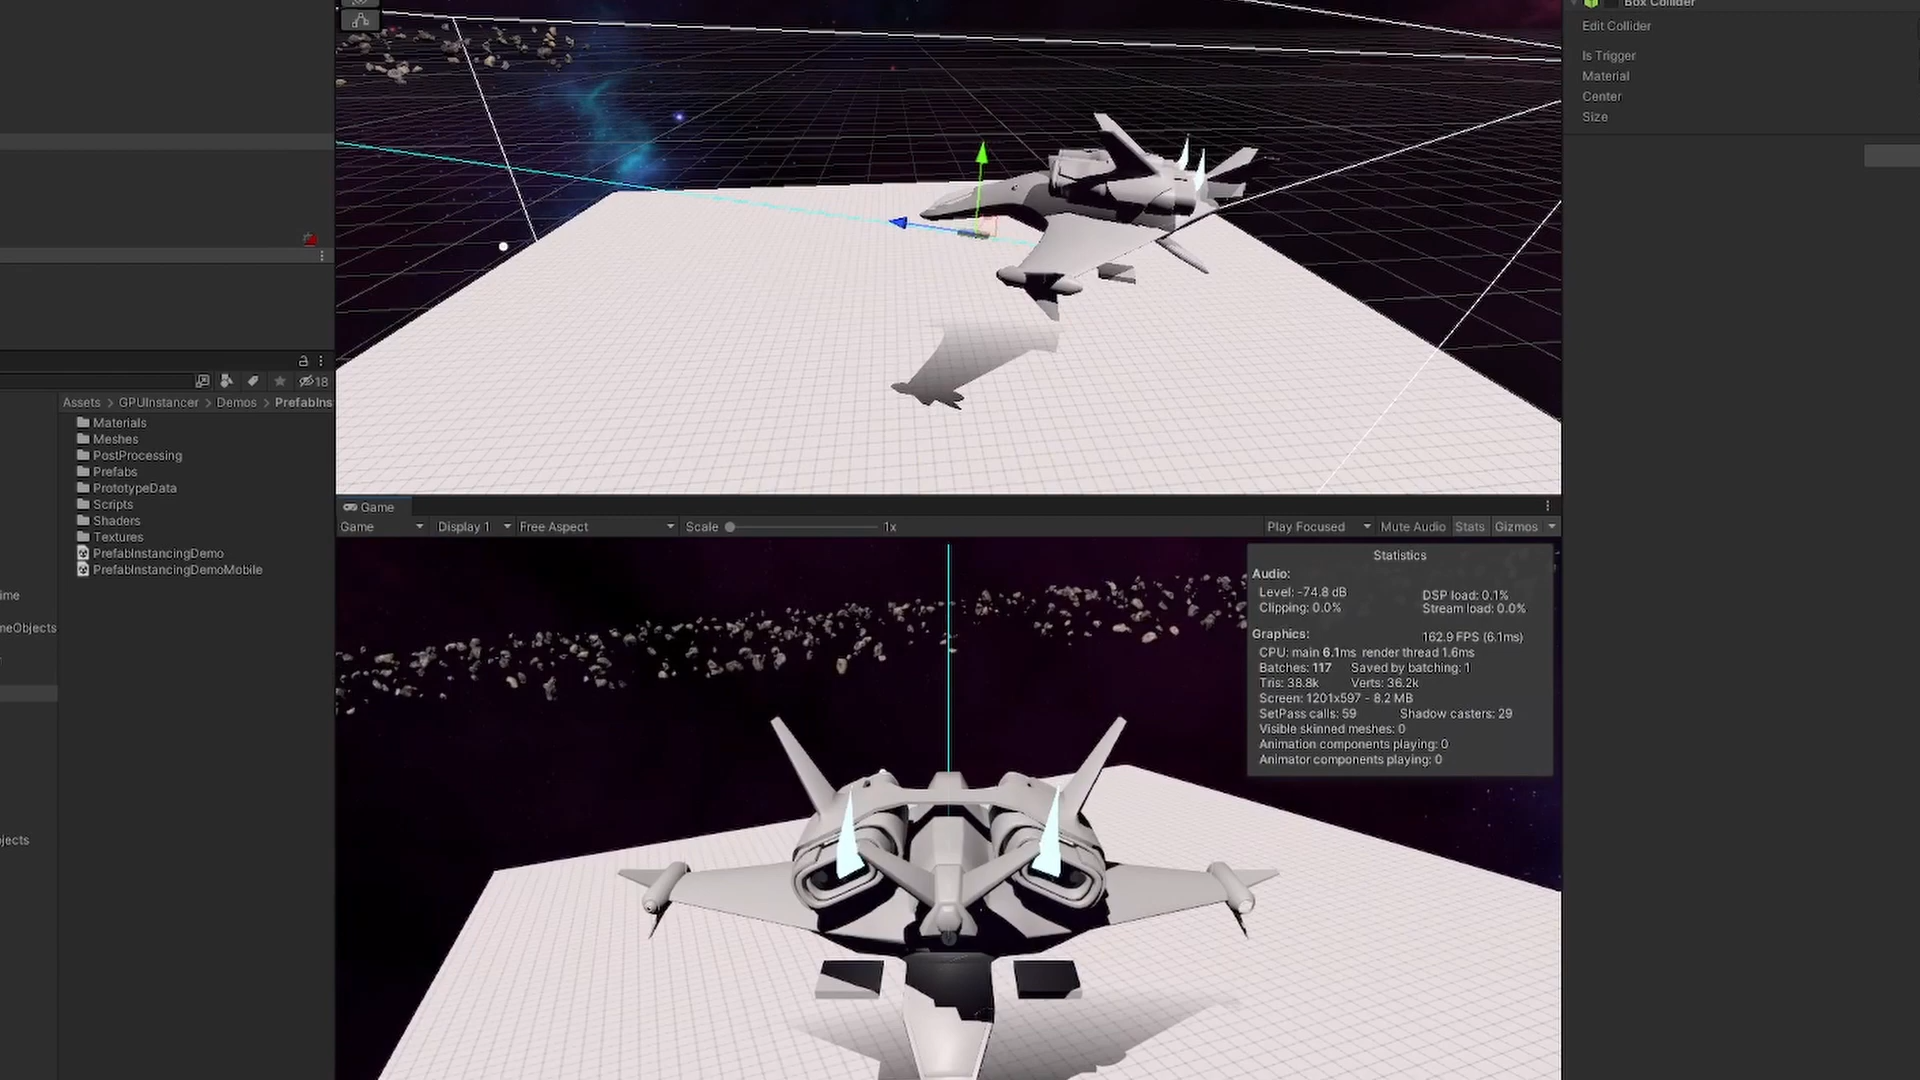 Box Collider
Edit Collider
Is Trigger
Material
Center
Size
18
Assets > GPUInstancer > Demos > PrefabIns
Materials
Meshes
PostProcessing
Prefabs
PrototypeData
Scripts
Shaders
Textures
PrefabInstancingDemo
PrefabInstancingDemoMobile
ime
neObjects
jects
Game
Game Display 1 Free Aspect Scale 1x Play Focused Mute Audio Stats Gizmos
Statistics
Audio:
Level: -74.8 dB DSP load: 0.1%
Clipping: 0.0% Stream load: 0.0%
Graphics: 162.9 FPS (6.1ms)
CPU: main 6.1ms render thread 1.6ms
Batches: 117 Saved by batching: 1
Tris: 38.8k Verts: 36.2k
Screen: 1201x597 - 8.2 MB
SetPass calls: 59 Shadow casters: 29
Visible skinned meshes: 0
Animation components playing: 0
Animator components playing: 0